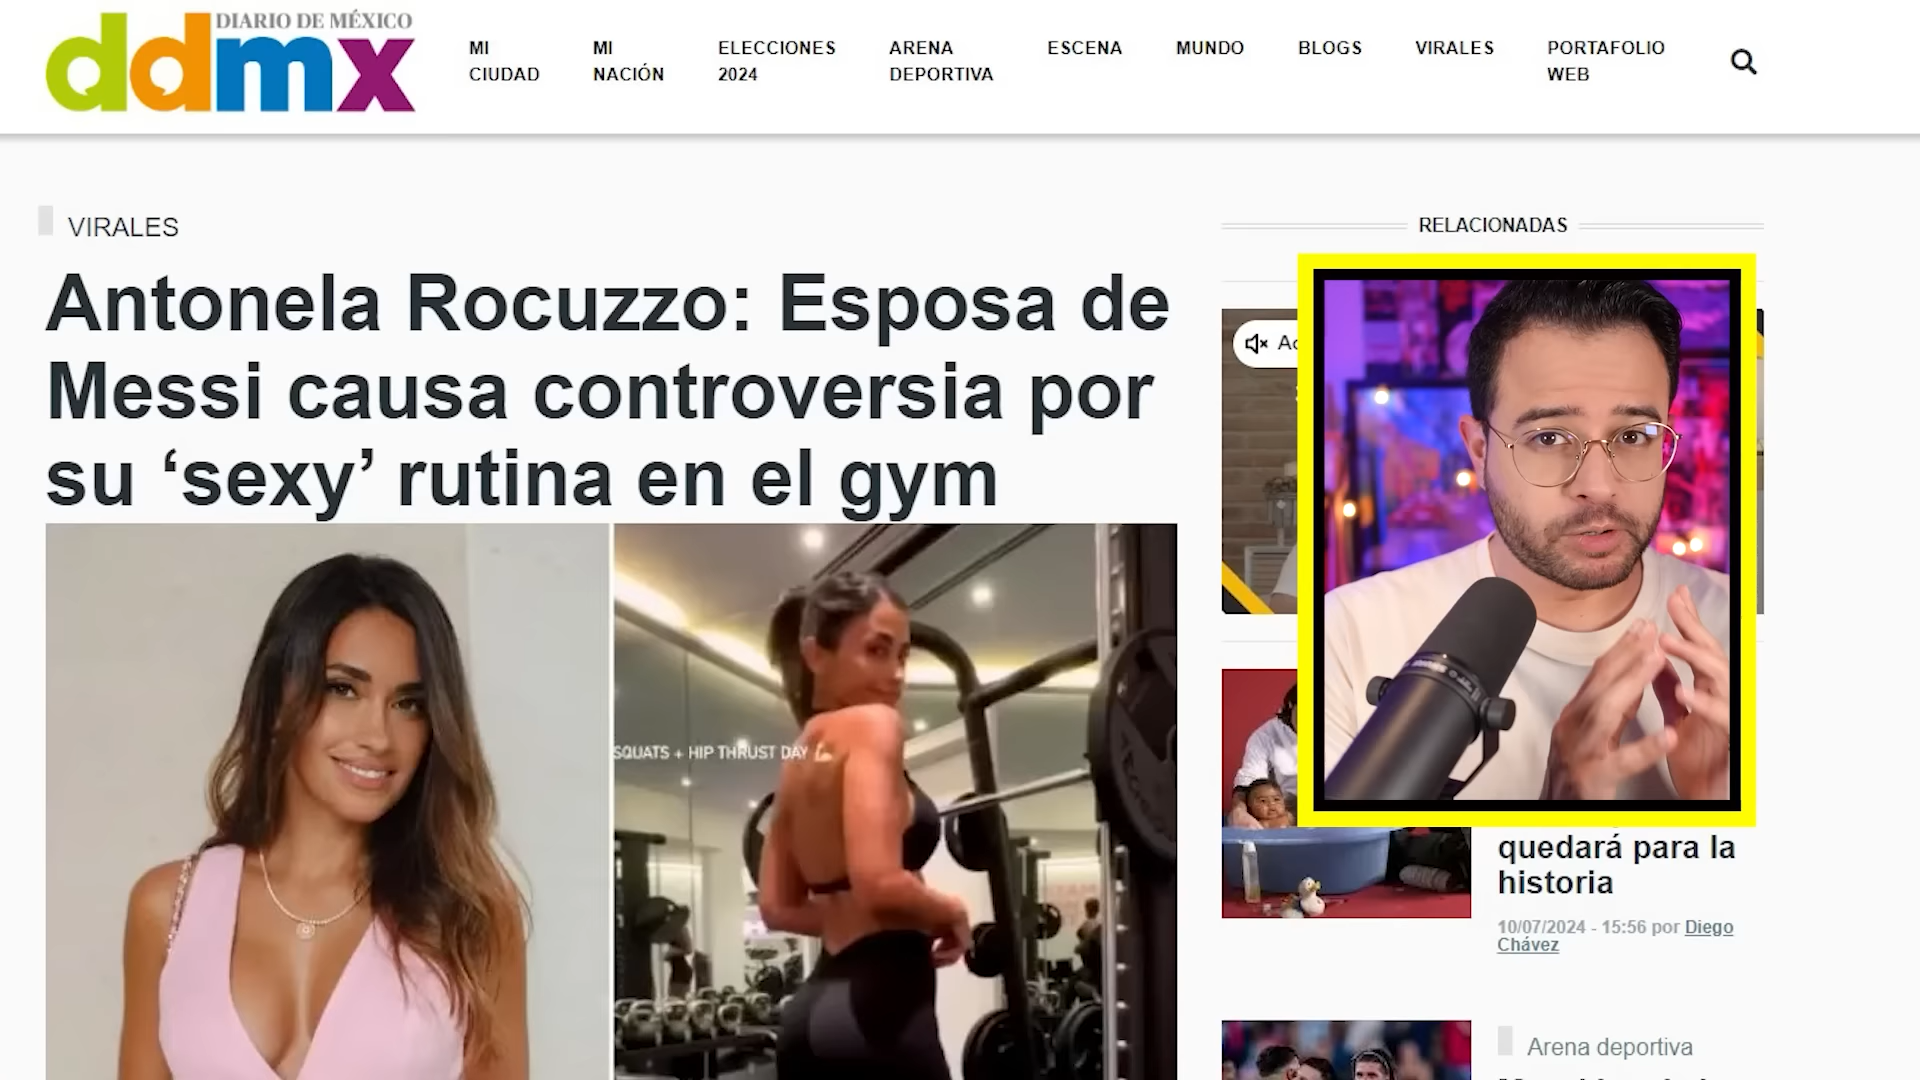 DIARIO DE MÉXICO
ddmx
MI CIUDAD
MI NACIÓN
ELECCIONES 2024
ARENA DEPORTIVA
ESCENA
MUNDO
BLOGS
VIRALES
PORTAFOLIO WEB
VIRALES
Antonela Rocuzzo: Esposa de
Messi causa controversia por
su ‘sexy’ rutina en el gym
SQUATS + HIP THRUST DAY
RELACIONADAS
quedará para la
historia
10/07/2024 - 15:56 por Diego
Chávez
Arena deportiva